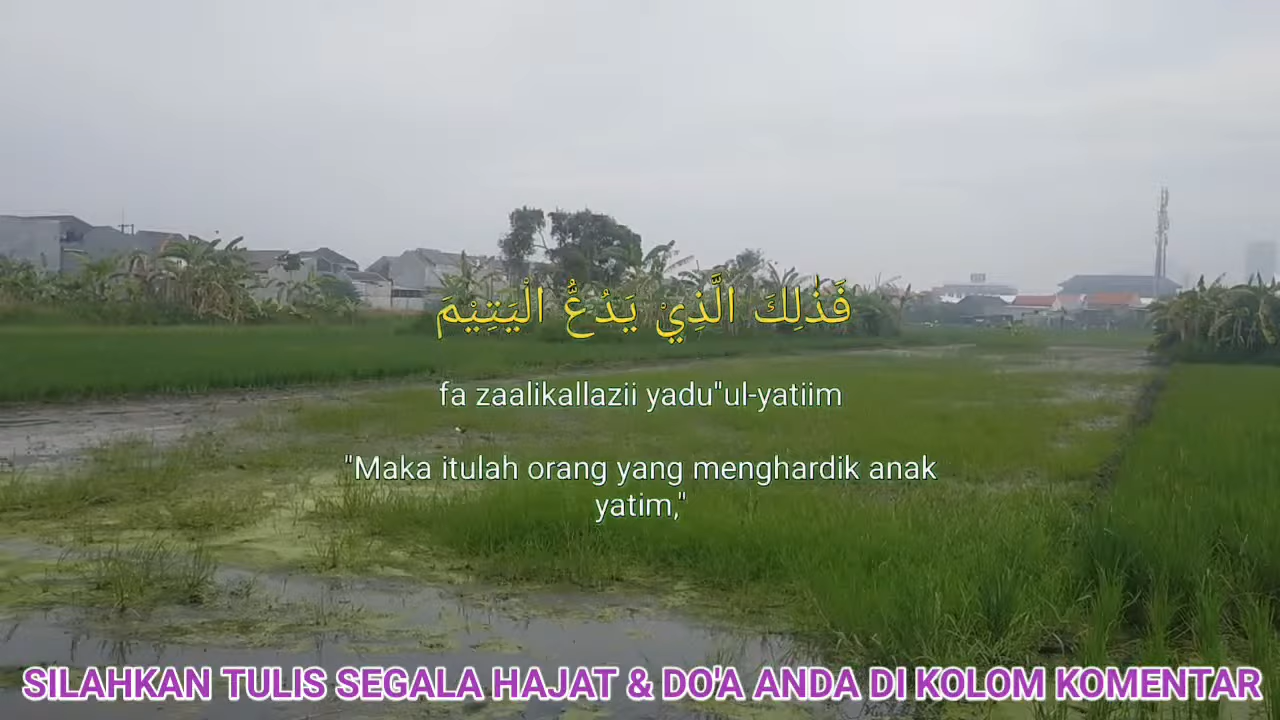 فَذٰلِكَ الَّذِيْ يَدُعُّ الْيَتِيْمَ
fa zaalikallazii yadu"ul-yatiim
"Maka itulah orang yang menghardik anak
yatim,"
SILAHKAN TULIS SEGALA HAJAT & DO'A ANDA DI KOLOM KOMENTAR